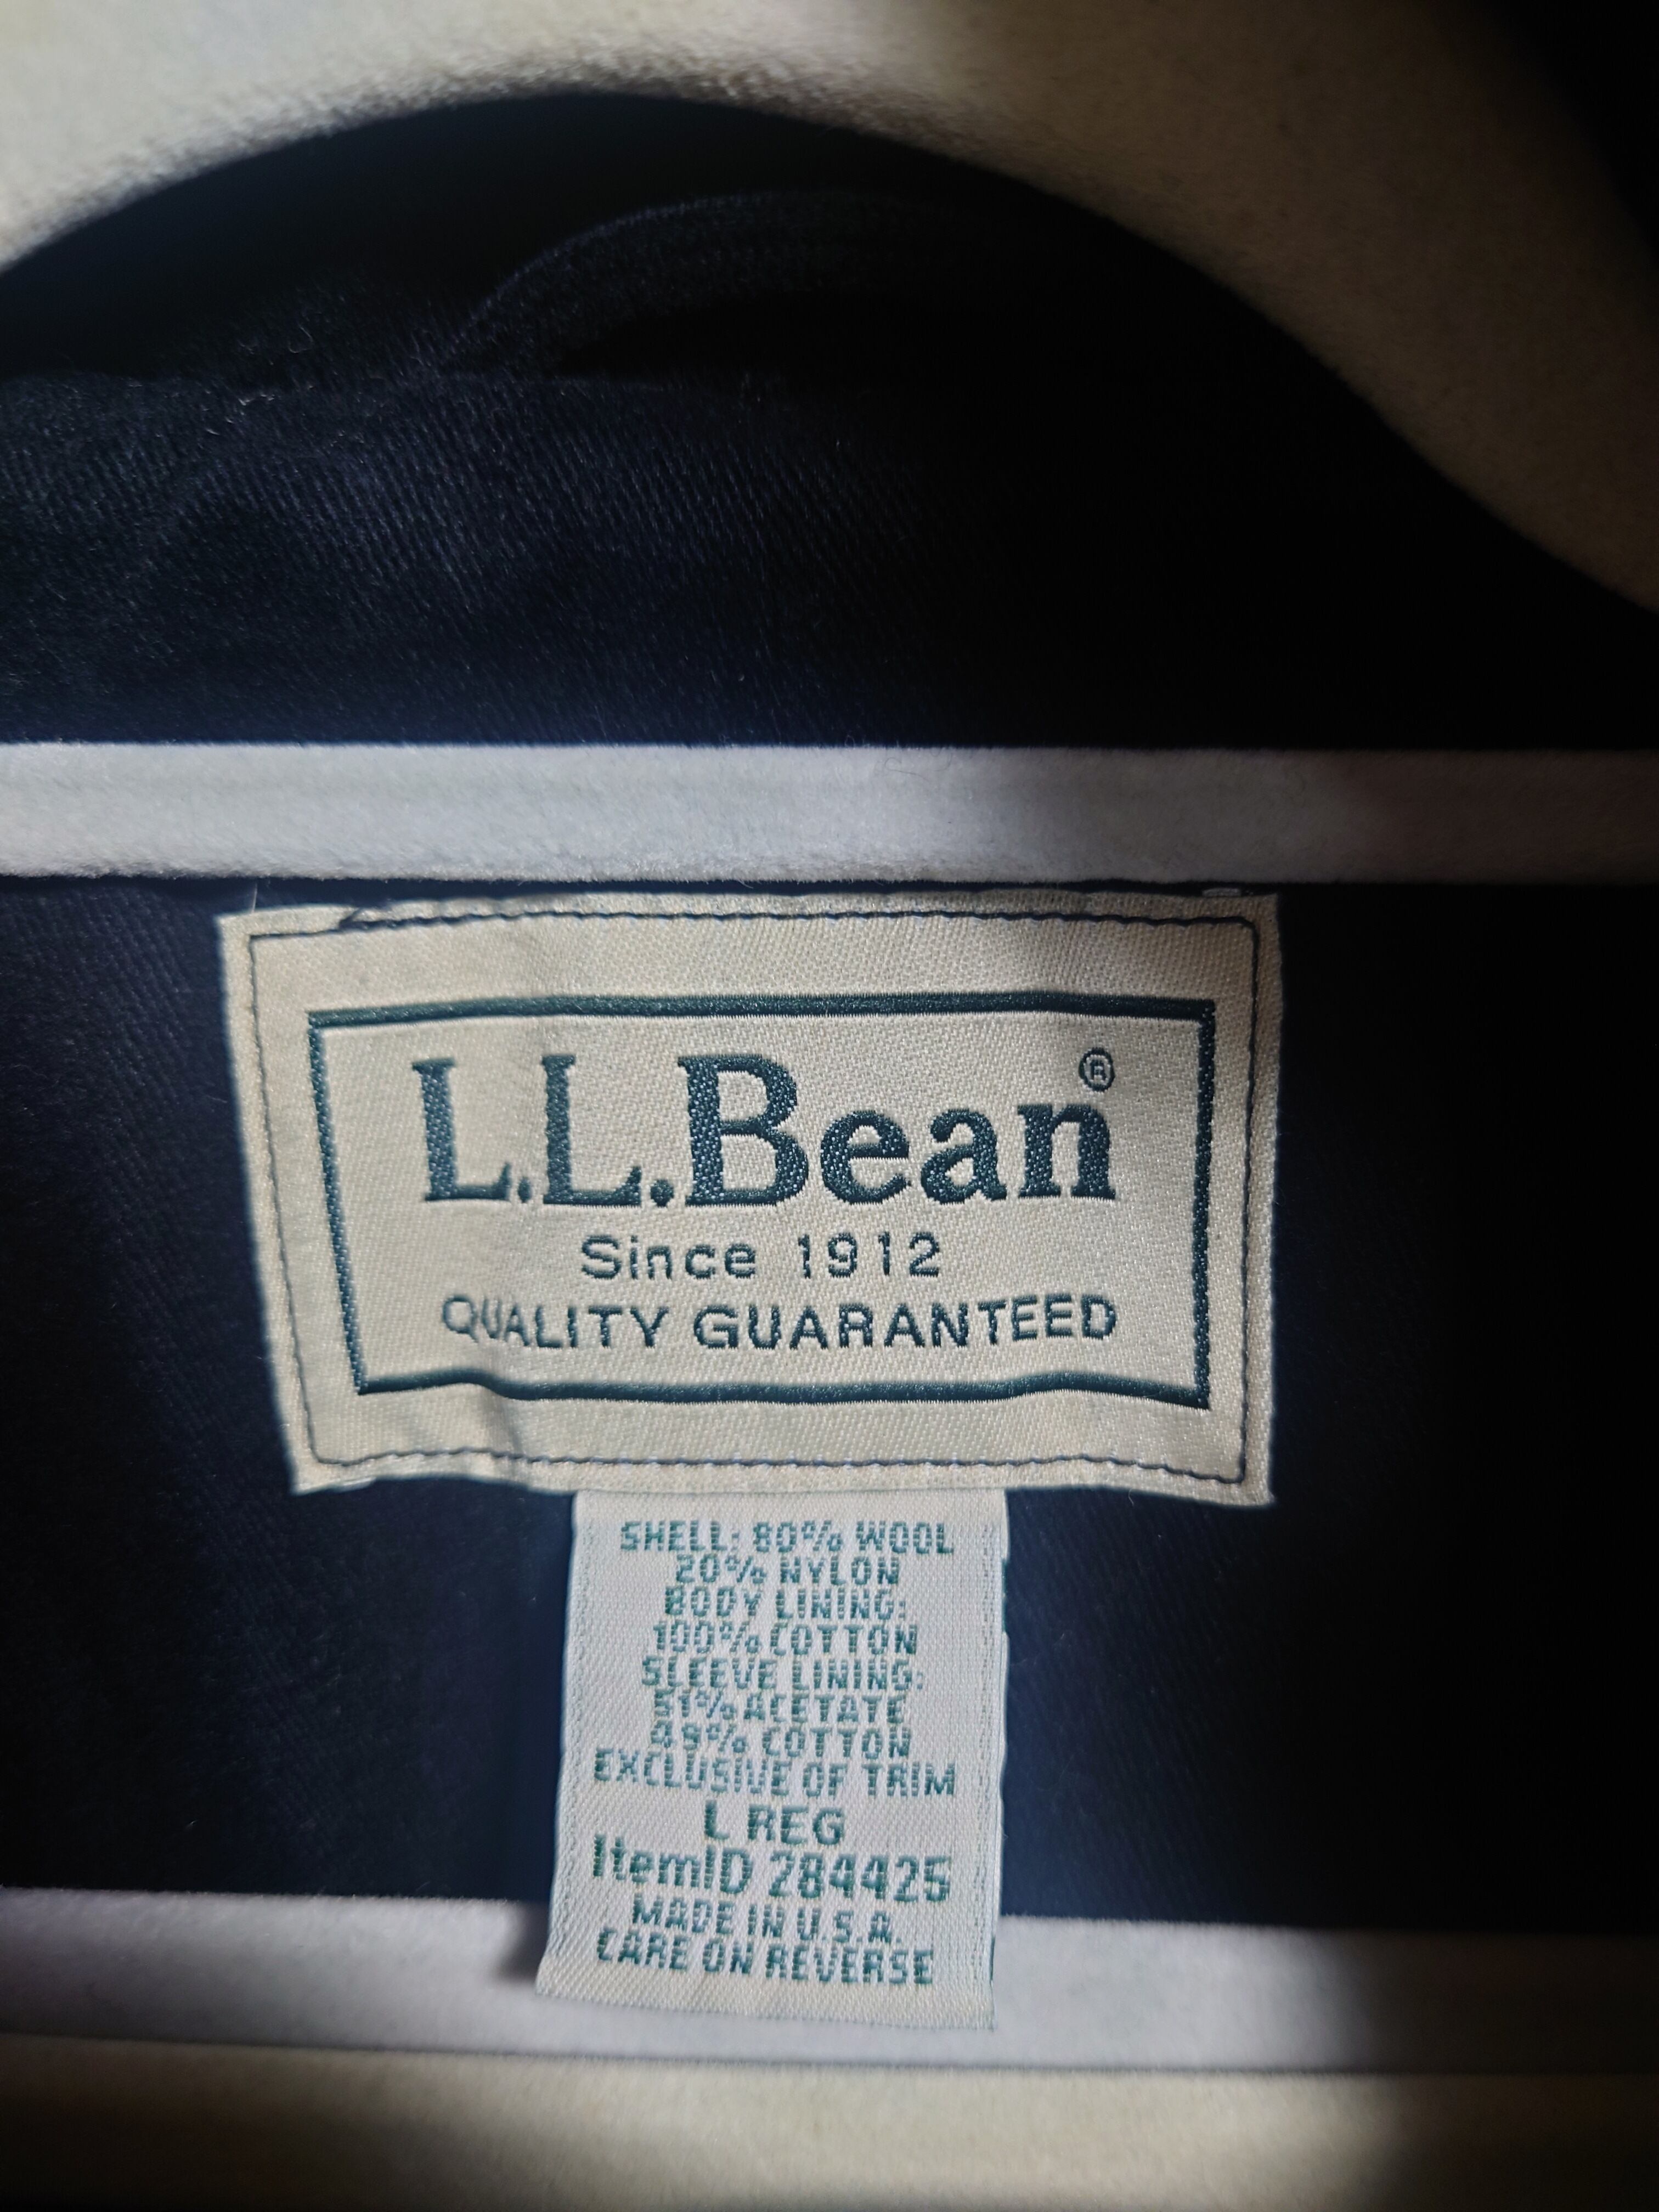 L.L.Bean®
Since 1912
QUALITY GUARANTEED
SHELL: 80% WOOL
20% NYLON
BODY LINING:
100% COTTON
SLEEVE LINING:
51% ACETATE
49% COTTON
EXCLUSIVE OF TRIM
L REG
ItemID 284425
MADE IN U.S.A.
CARE ON REVERSE